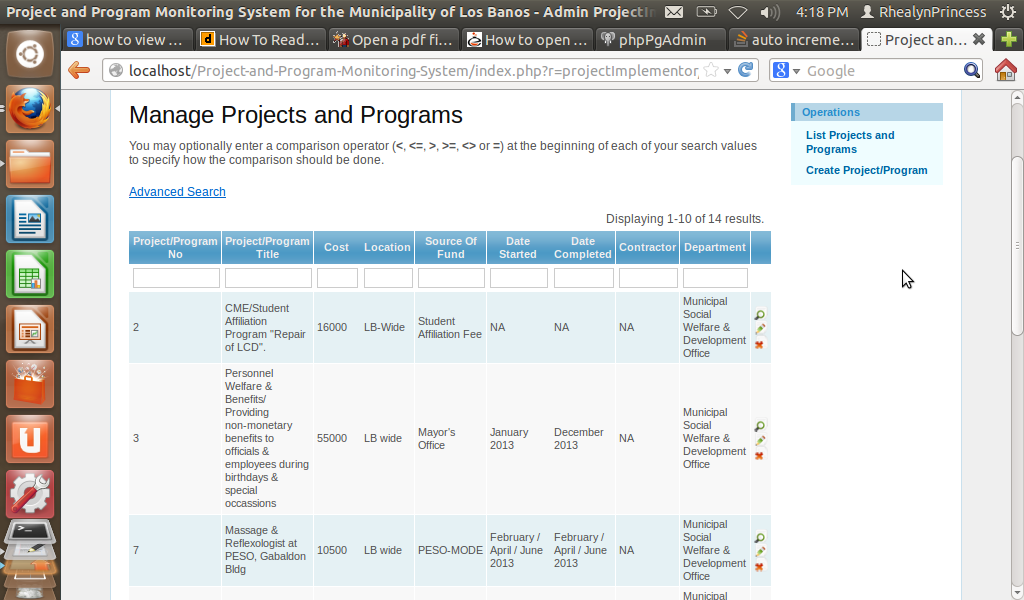 Project and Program Monitoring System for the Municipality of Los Banos - Admin Project
4:18 PM RhealynPrincess
how to view ... How To Read... Open a pdf fi... How to open ... phpPgAdmin auto increme... Project an...
localhost/Project-and-Program-Monitoring-System/index.php?r=projectImplementor
Google
Manage Projects and Programs
You may optionally enter a comparison operator (<, <=, >, >=, <> or =) at the beginning of each of your search values
to specify how the comparison should be done.
Advanced Search
Operations
List Projects and
Programs
Create Project/Program
Displaying 1-10 of 14 results.
Project/Program
No
Project/Program
Title
Cost
Location
Source Of
Fund
Date
Started
Date
Completed
Contractor
Department
2
CME/Student
Affiliation
Program "Repair
of LCD".
16000
LB-Wide
Student
Affiliation Fee
NA
NA
NA
Municipal
Social
Welfare &
Development
Office
3
Personnel
Welfare &
Benefits/
Providing
non-monetary
benefits to
officials &
employees during
birthdays &
special
occassions
55000
LB wide
Mayor's
Office
January
2013
December
2013
NA
Municipal
Social
Welfare &
Development
Office
7
Massage &
Reflexologist at
PESO, Gabaldon
Bldg
10500
LB wide
PESO-MODE
February /
April / June
2013
February /
April / June
2013
NA
Municipal
Social
Welfare &
Development
Office
Municipal